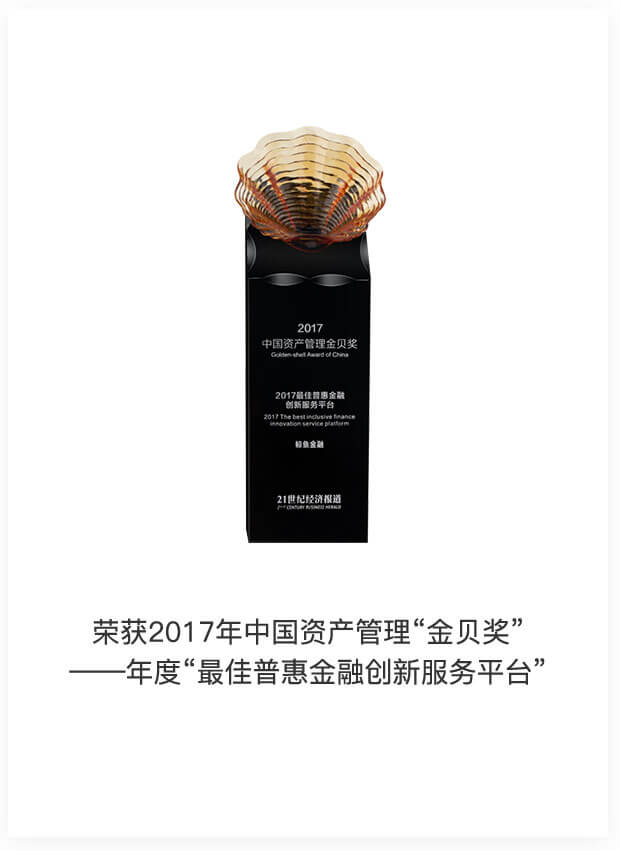 2017
中国资产管理金贝奖
Golden-shell Award of China
2017最佳普惠金融
创新服务平台
2017 The best inclusive finance
innovation service platform
鲸鱼金融
21世纪经济报道
21st CENTURY BUSINESS HERALD
荣获2017年中国资产管理“金贝奖”
——年度“最佳普惠金融创新服务平台”